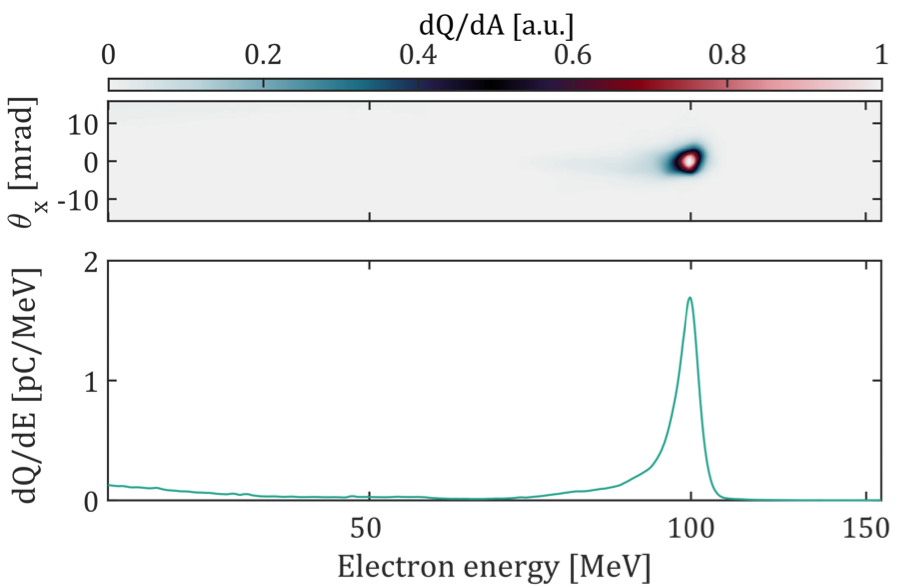 dQ/dA [a.u.]
0 0.2 0.4 0.6 0.8 1
10
0
-10
θx [mrad]
2
1
0
dQ/dE [pC/MeV]
50 100 150
Electron energy [MeV]